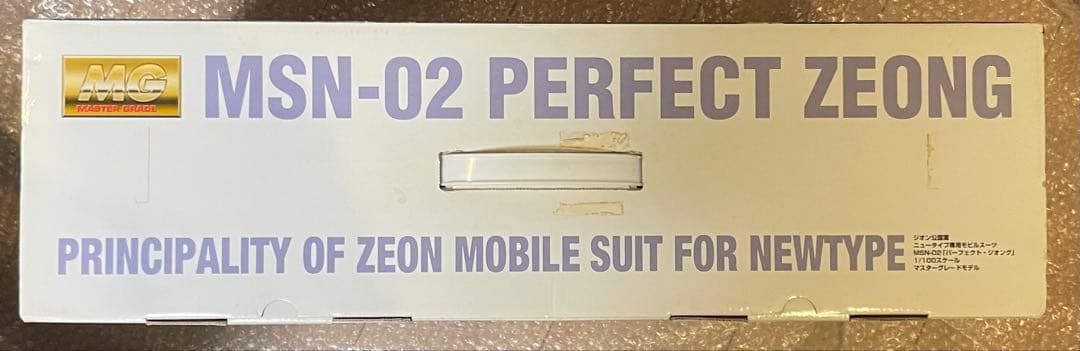 MG
MASTER GRADE
MSN-02 PERFECT ZEONG
PRINCIPALITY OF ZEON MOBILE SUIT FOR NEWTYPE
ジオン公国軍
ニュータイプ専用モビルスーツ
MSN-02「パーフェクト・ジオング」
1/100スケール
マスターグレードモデル